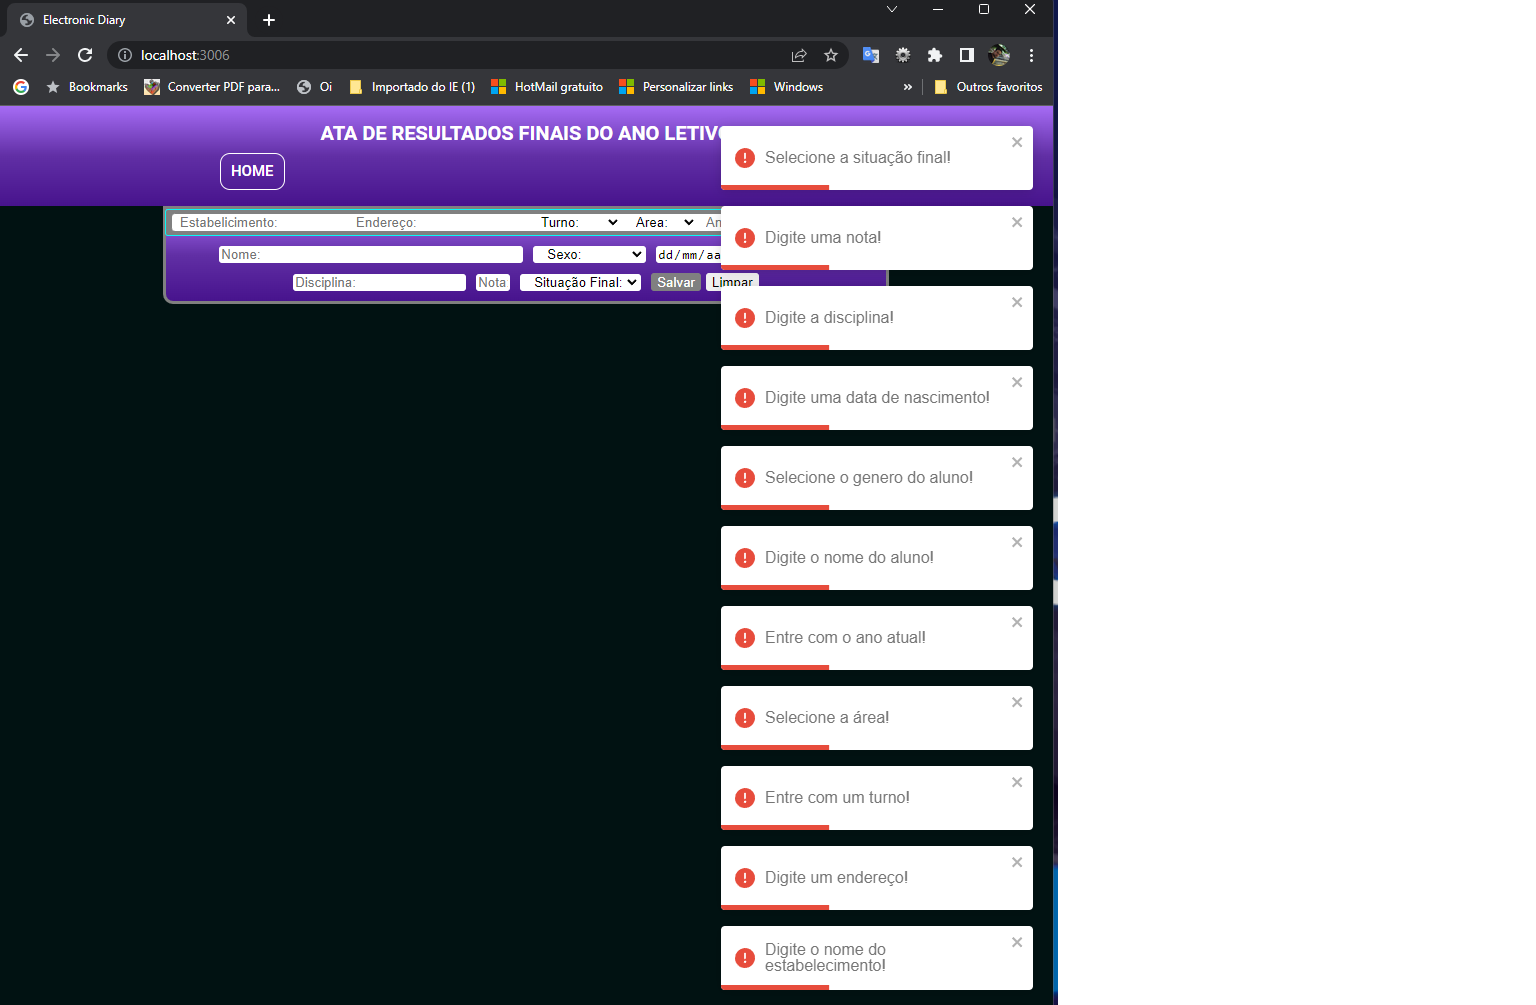 Electronic Diary
localhost:3006
Bookmarks Converter PDF para... Oi Importado do IE (1) HotMail gratuito Personalizar links Windows » Outros favoritos
ATA DE RESULTADOS FINAIS DO ANO LETIVO
HOME
Estabelicimento: Endereço: Turno: Area:
Nome: Sexo: dd/mm/aa
Disciplina: Nota Situação Final: Salvar Limpar
Selecione a situação final!
Digite uma nota!
Digite a disciplina!
Digite uma data de nascimento!
Selecione o genero do aluno!
Digite o nome do aluno!
Entre com o ano atual!
Selecione a área!
Entre com um turno!
Digite um endereço!
Digite o nome do
estabelecimento!